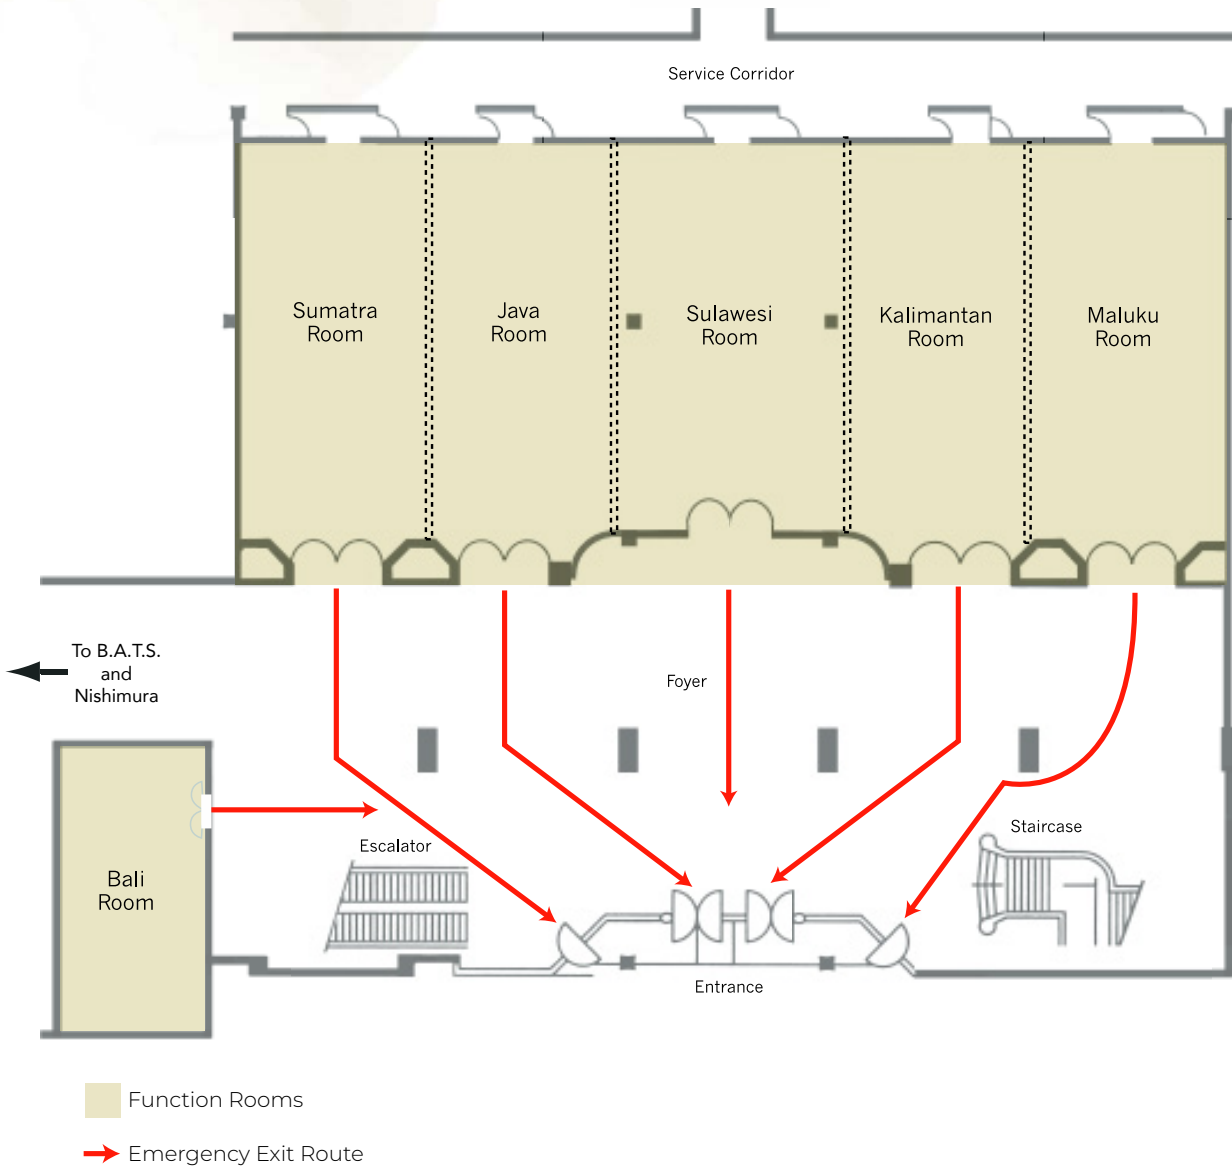 Service Corridor
Sumatra
Room
Java
Room
Sulawesi
Room
Kalimantan
Room
Maluku
Room
To B.A.T.S.
and
Nishimura
Foyer
Escalator
Staircase
Bali
Room
Entrance
Function Rooms
Emergency Exit Route